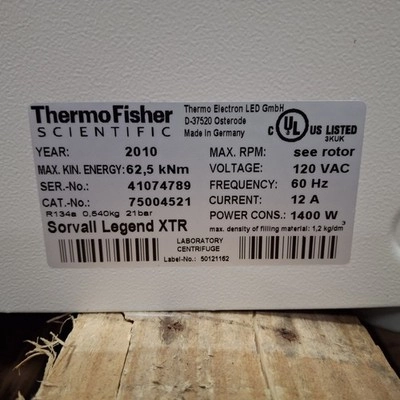 ThermoFisher
SCIENTIFIC
Thermo Electron LED GmbH
D-37520 Osterode
Made in Germany
C UL US LISTED
3KUK
YEAR: 2010
MAX. KIN. ENERGY: 62,5 kNm
SER.-No.: 41074789
CAT.-No.: 75004521
R134a 0,540kg 21bar
Sorvall Legend XTR
MAX. RPM: see rotor
VOLTAGE: 120 VAC
FREQUENCY: 60 Hz
CURRENT: 12 A
POWER CONS.: 1400 W
max. density of filling material: 1,2 kg/dm³
LABORATORY
CENTRIFUGE
Label-No.: 50121162